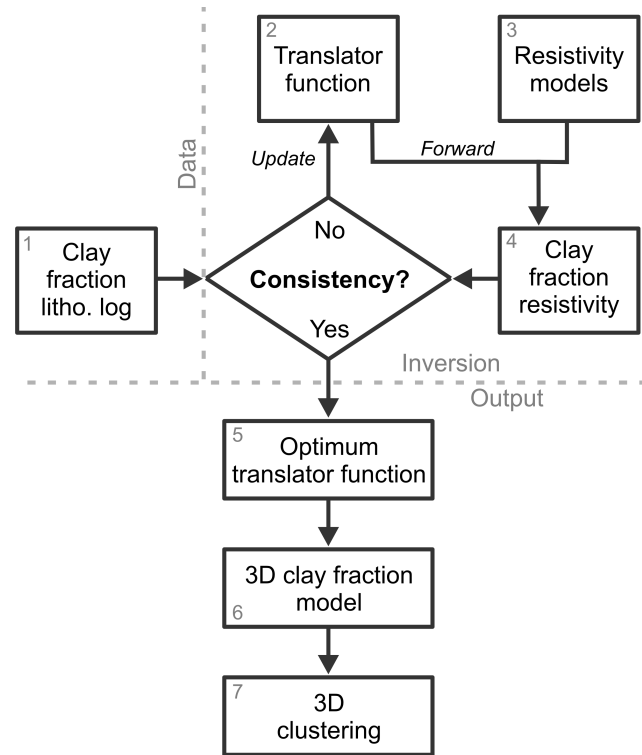 2
Translator
function
3
Resistivity
models
Data
Update
Forward
1
Clay
fraction
litho. log
No
Consistency?
Yes
4
Clay
fraction
resistivity
Inversion
Output
5
Optimum
translator function
3D clay fraction
model
6
7
3D
clustering